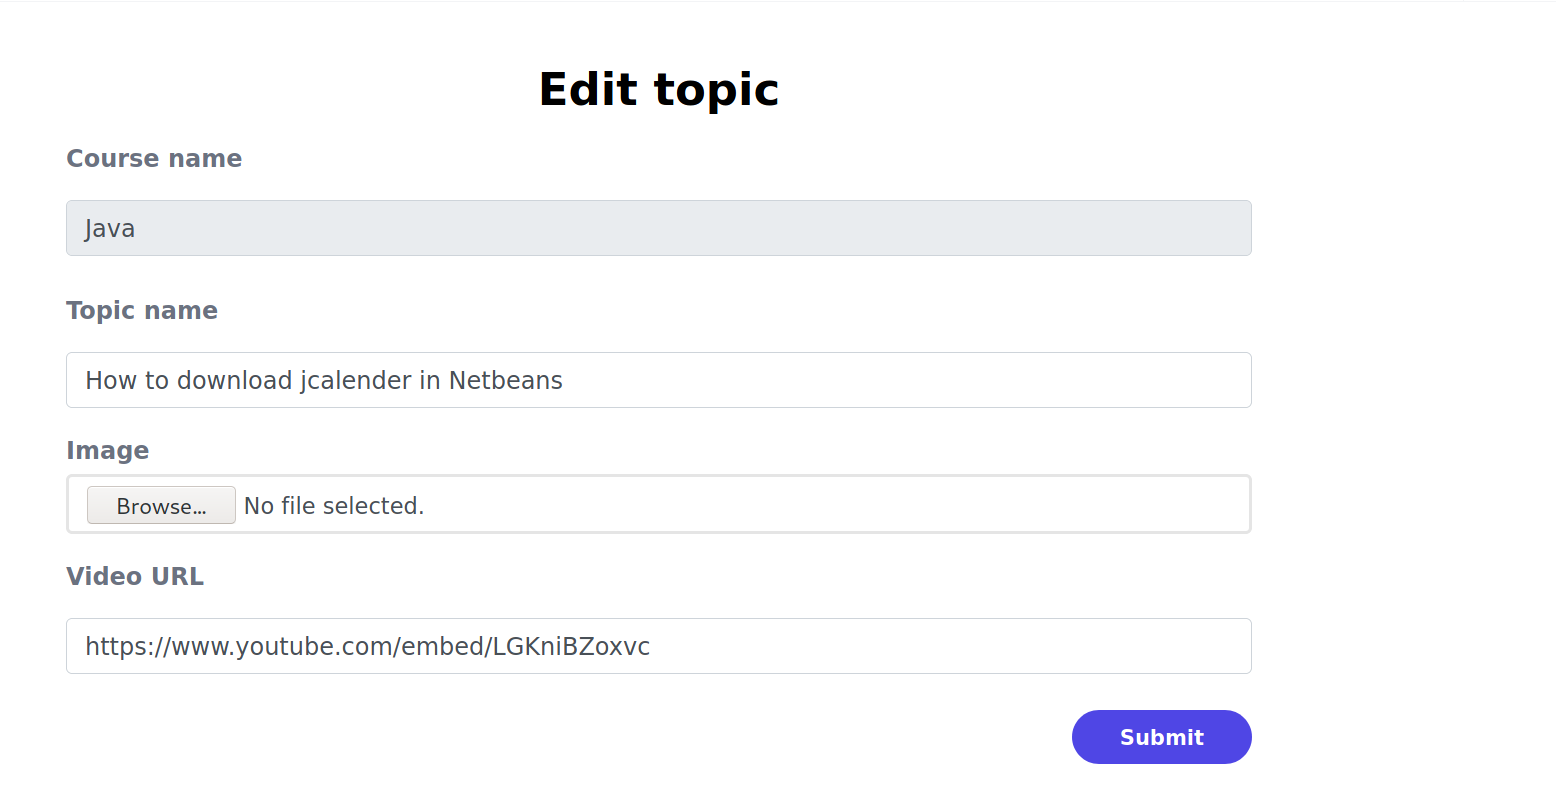 Edit topic
Course name
Java
Topic name
How to download jcalender in Netbeans
Image
Browse... No file selected.
Video URL
https://www.youtube.com/embed/LGKniBZoxvc
Submit